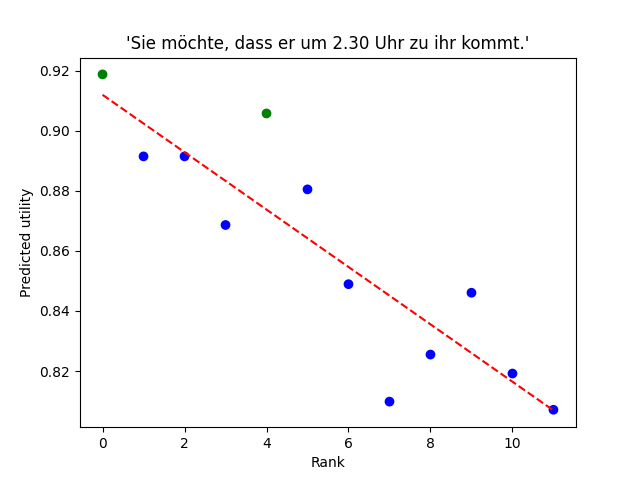 'Sie möchte, dass er um 2.30 Uhr zu ihr kommt.'
0.92
0.90
0.88
0.86
0.84
0.82
Predicted utility
0 2 4 6 8 10
Rank